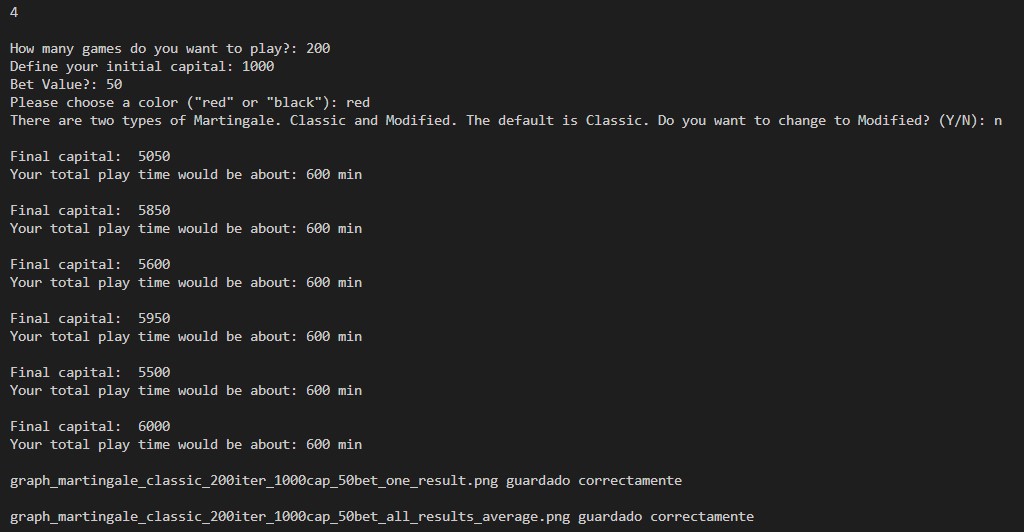 4
How many games do you want to play?: 200
Define your initial capital: 1000
Bet Value?: 50
Please choose a color ("red" or "black"): red
There are two types of Martingale. Classic and Modified. The default is Classic. Do you want to change to Modified? (Y/N): n
Final capital:  5050
Your total play time would be about: 600 min
Final capital:  5850
Your total play time would be about: 600 min
Final capital:  5600
Your total play time would be about: 600 min
Final capital:  5950
Your total play time would be about: 600 min
Final capital:  5500
Your total play time would be about: 600 min
Final capital:  6000
Your total play time would be about: 600 min
graph_martingale_classic_200iter_1000cap_50bet_one_result.png guardado correctamente
graph_martingale_classic_200iter_1000cap_50bet_all_results_average.png guardado correctamente